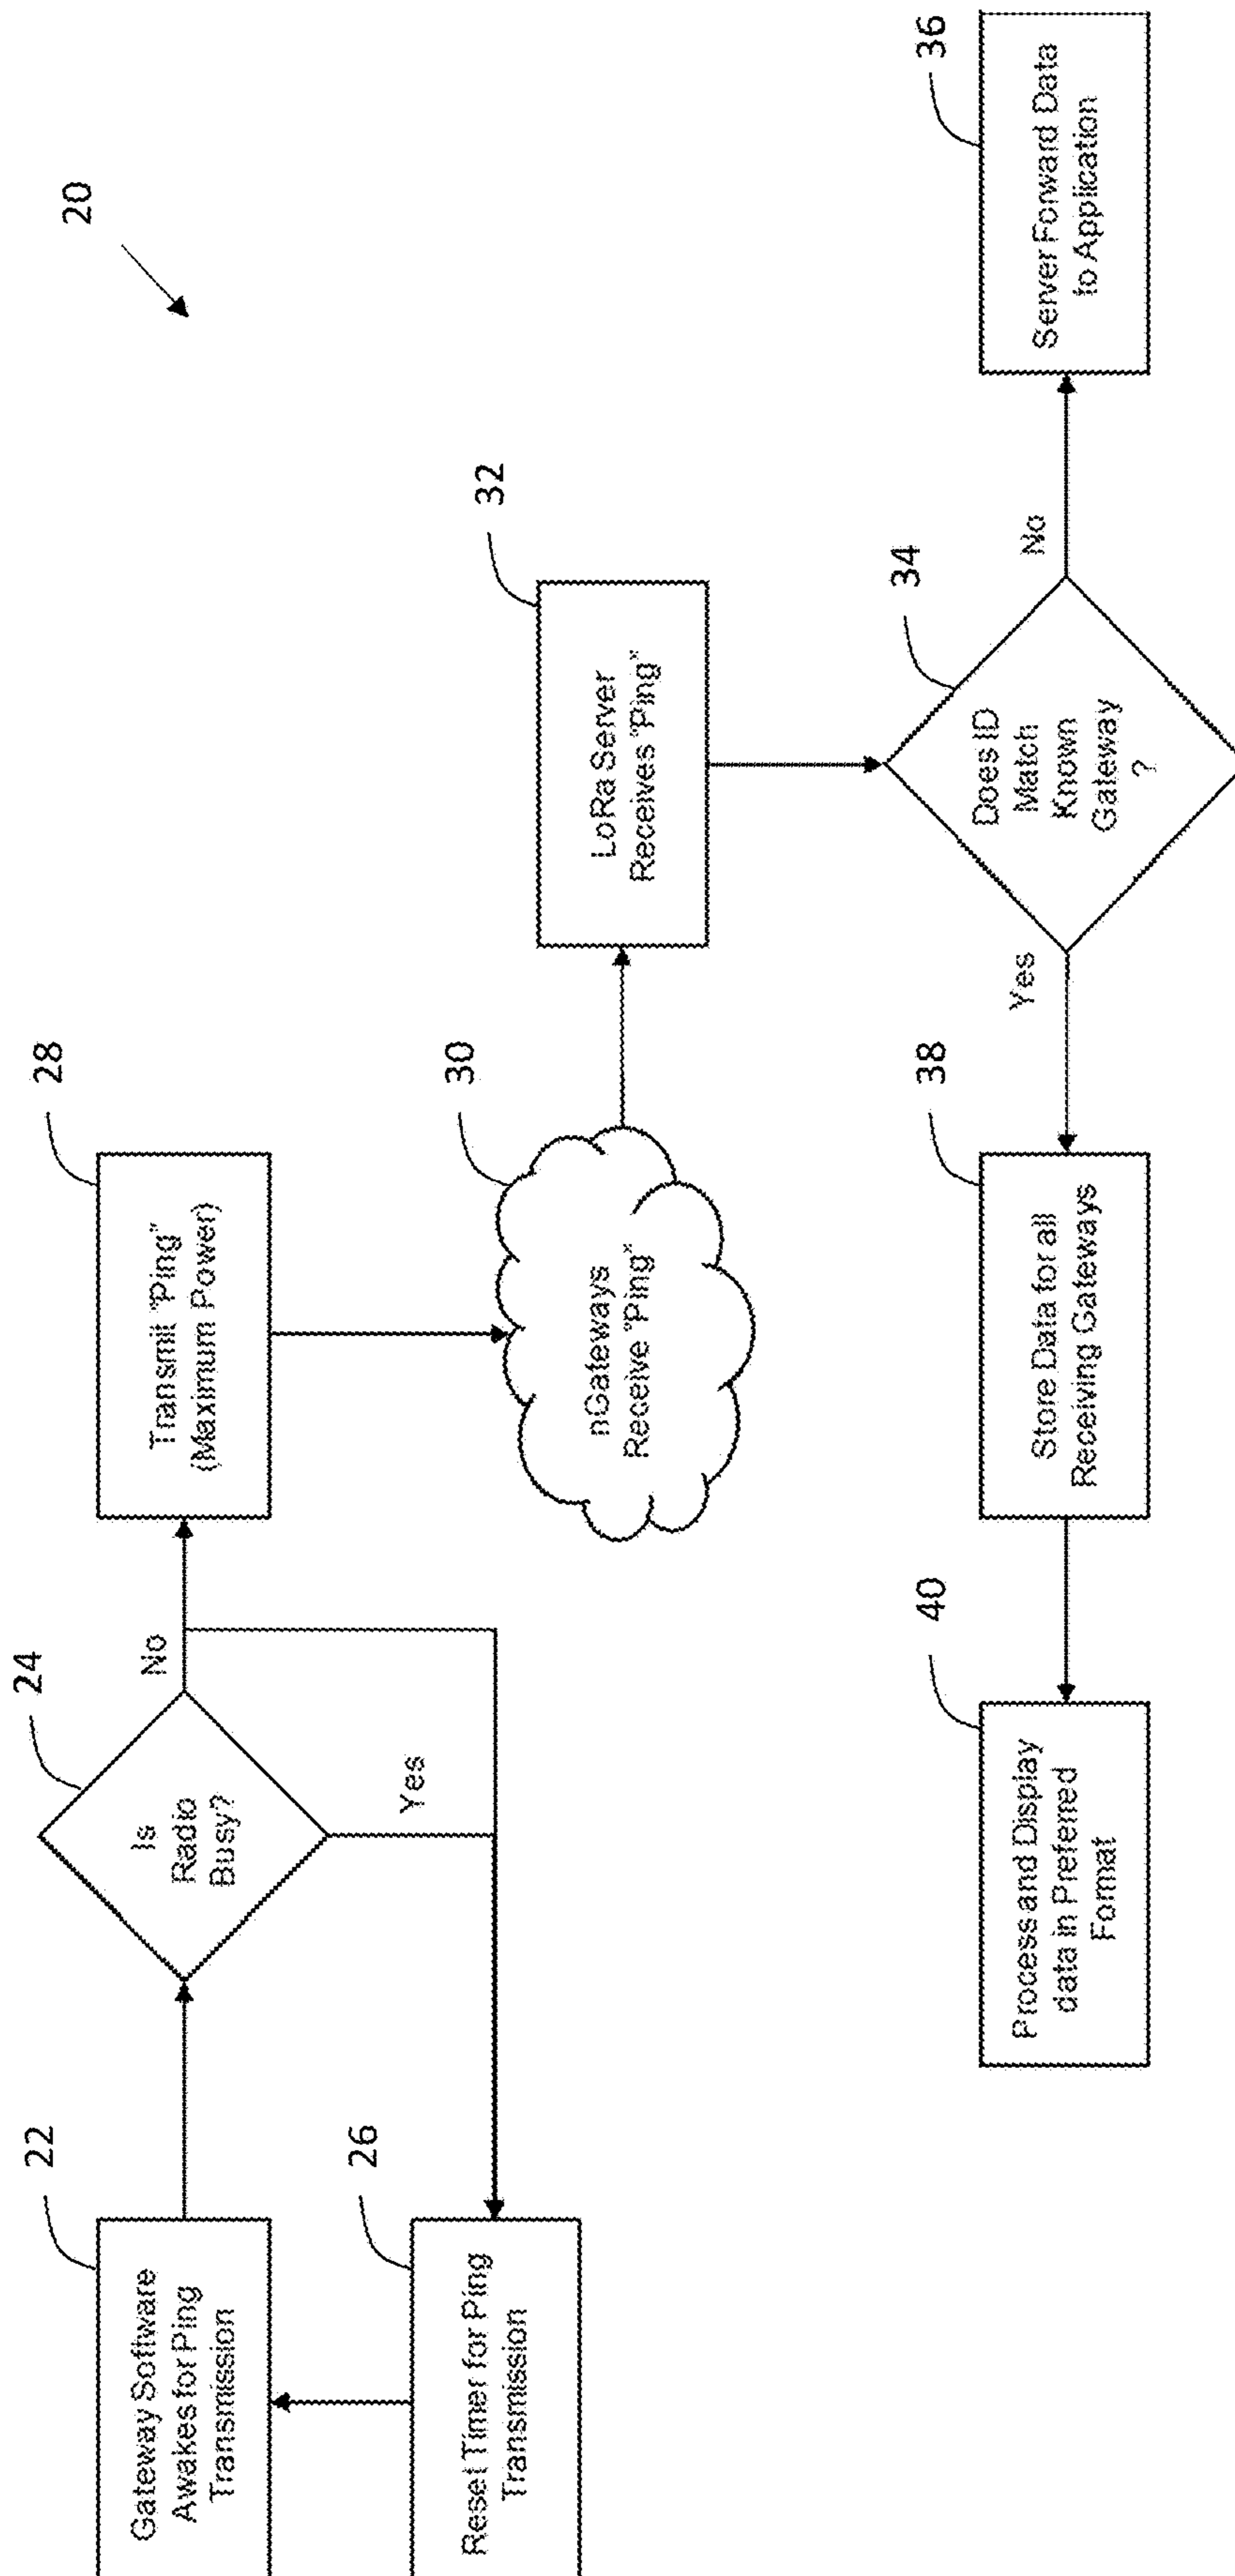 20
22
Gateway Software
Awakes for Ping
Transmission
24
Is
Radio
Busy?
No
Yes
26
Reset Timer for Ping
Transmission
28
Transmit "Ping"
(Maximum Power)
30
nGateways
Receive "Ping"
32
LoRa Server
Receives "Ping"
34
Does ID
Match
Known
Gateway
?
No
Yes
36
Server Forward Data
to Application
38
Store Data for all
Receiving Gateways
40
Process and Display
data in Preferred
Format